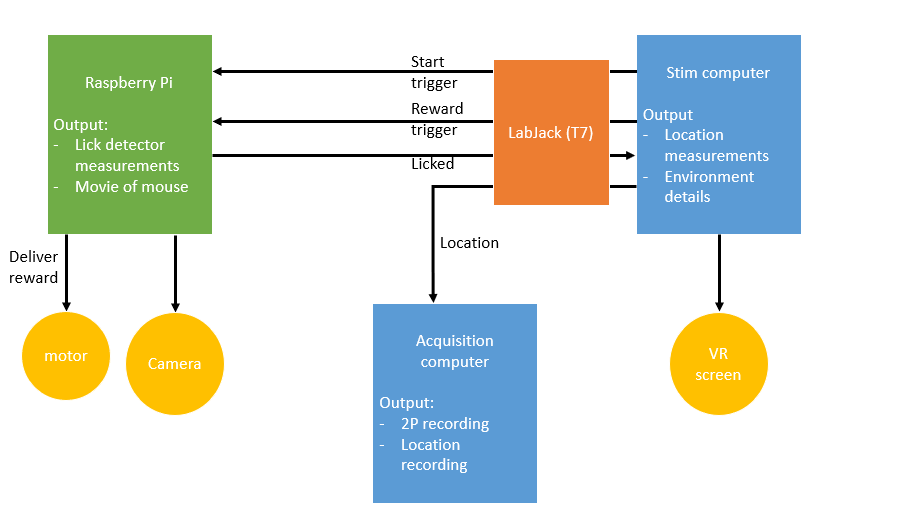 Raspberry Pi
Output:
- Lick detector
measurements
- Movie of mouse
Start
trigger
Reward
trigger
Licked
LabJack (T7)
Stim computer
Output
- Location
measurements
- Environment
details
Location
Deliver
reward
motor
Camera
Acquisition
computer
Output:
- 2P recording
- Location
recording
VR
screen